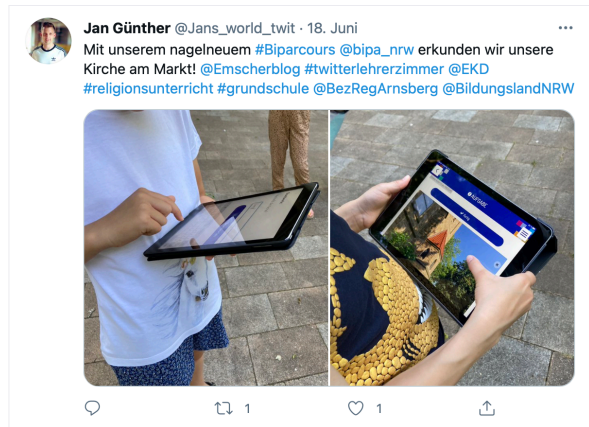 Jan Günther @Jans_world_twit · 18. Juni
Mit unserem nagelneuem #Biparcours @bipa_nrw erkunden wir unsere
Kirche am Markt! @Emscherblog #twitterlehrerzimmer @EKD
#religionsunterricht #grundschule @BezRegArnsberg @BildungslandNRW
AUFGABE
1
1